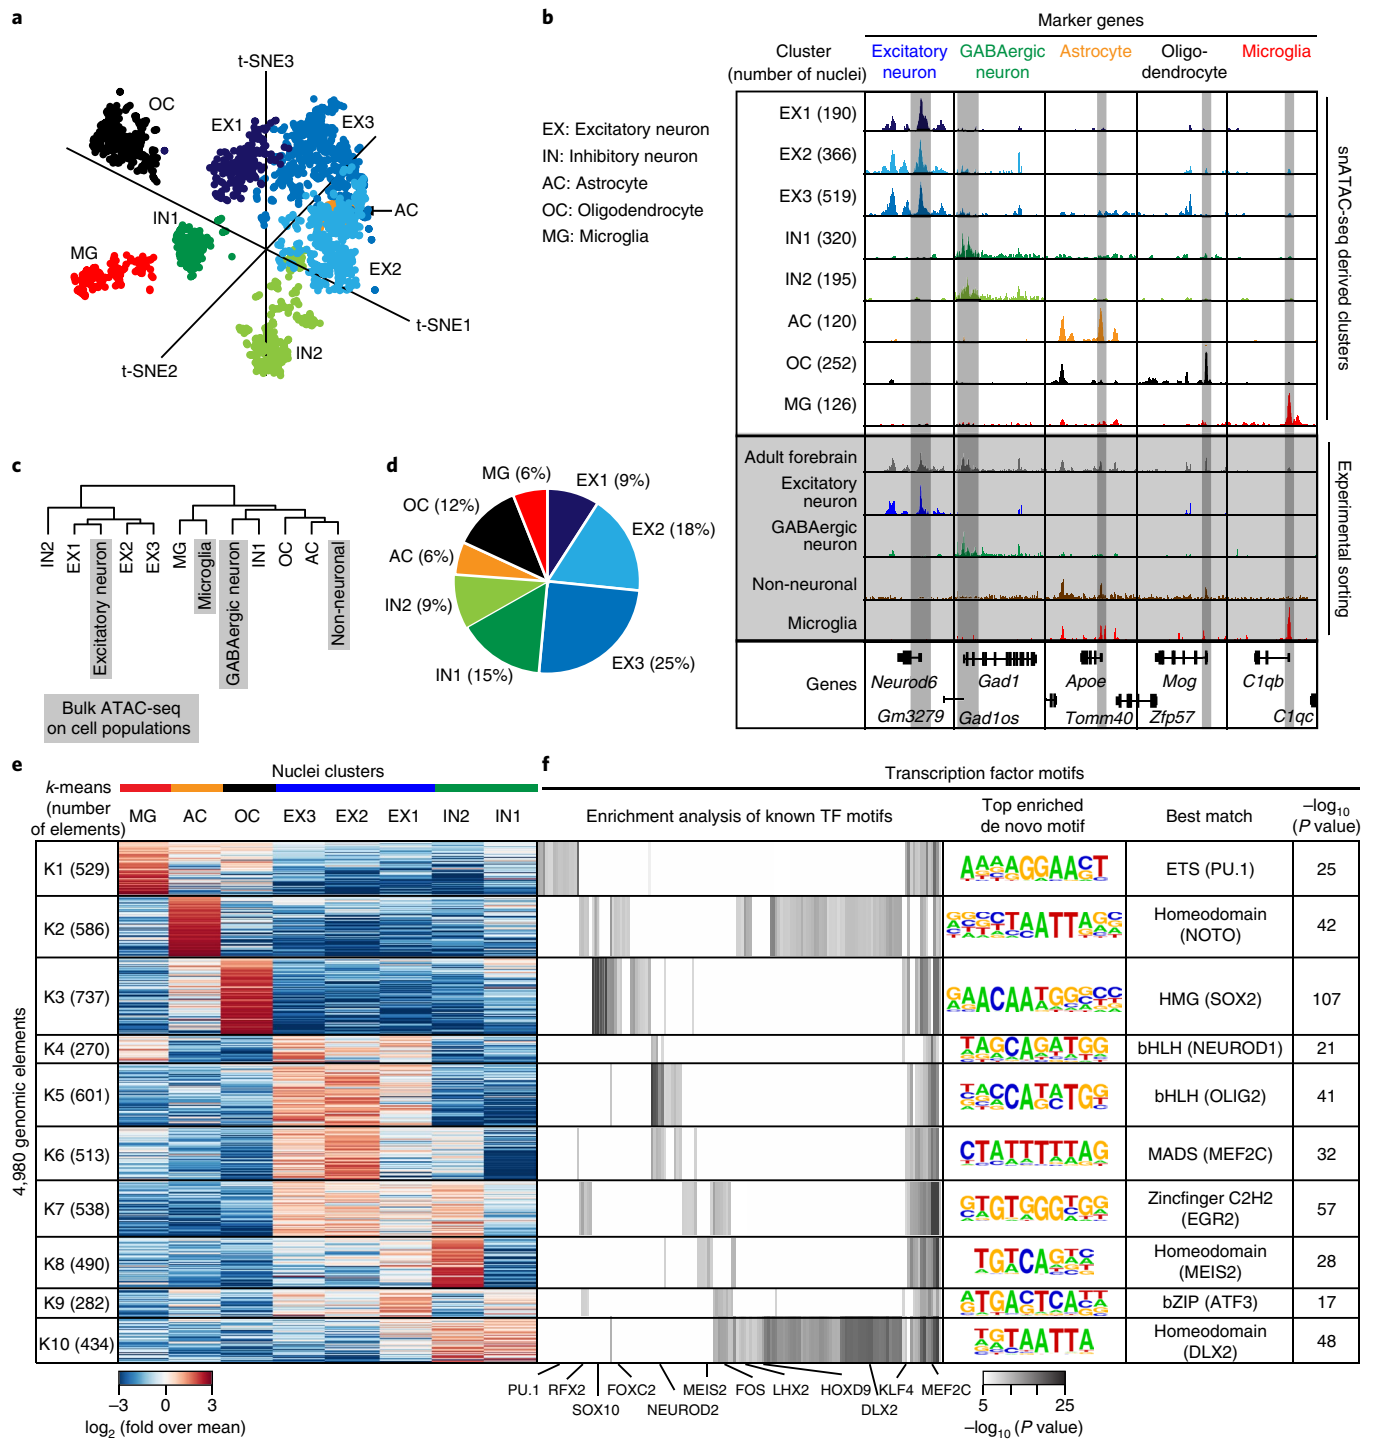 a
t-SNE3
OC
EX1
EX3
IN1
AC
MG
EX2
t-SNE1
t-SNE2
IN2
EX: Excitatory neuron
IN: Inhibitory neuron
AC: Astrocyte
OC: Oligodendrocyte
MG: Microglia
b
Marker genes
Cluster
(number of nuclei)
Excitatory
neuron
GABAergic
neuron
Astrocyte
Oligo-
dendrocyte
Microglia
EX1 (190)
EX2 (366)
EX3 (519)
IN1 (320)
IN2 (195)
AC (120)
OC (252)
MG (126)
snATAC-seq derived clusters
Adult forebrain
Excitatory
neuron
GABAergic
neuron
Non-neuronal
Microglia
Experimental sorting
Genes
Neurod6
Gad1
Apoe
Mog
C1qb
Gm3279
Gad1os
Tomm40
Zfp57
C1qc
c
IN2
EX1
Excitatory neuron
EX2
EX3
MG
Microglia
GABAergic neuron
IN1
OC
AC
Non-neuronal
Bulk ATAC-seq
on cell populations
d
MG (6%)
EX1 (9%)
OC (12%)
EX2 (18%)
AC (6%)
IN2 (9%)
EX3 (25%)
IN1 (15%)
e
Nuclei clusters
k-means
(number
of elements)
MG AC OC EX3 EX2 EX1 IN2 IN1
4,980 genomic elements
K1 (529)
K2 (586)
K3 (737)
K4 (270)
K5 (601)
K6 (513)
K7 (538)
K8 (490)
K9 (282)
K10 (434)
–3 0 3
log2 (fold over mean)
f
Transcription factor motifs
Enrichment analysis of known TF motifs
Top enriched
de novo motif
Best match
–log10
(P value)
ETS (PU.1)
25
Homeodomain
(NOTO)
42
HMG (SOX2)
107
bHLH (NEUROD1)
21
bHLH (OLIG2)
41
MADS (MEF2C)
32
Zincfinger C2H2
(EGR2)
57
Homeodomain
(MEIS2)
28
bZIP (ATF3)
17
Homeodomain
(DLX2)
48
PU.1 RFX2 FOXC2 MEIS2 FOS LHX2 HOXD9 KLF4 MEF2C
SOX10 NEUROD2 DLX2
5 25
–log10 (P value)